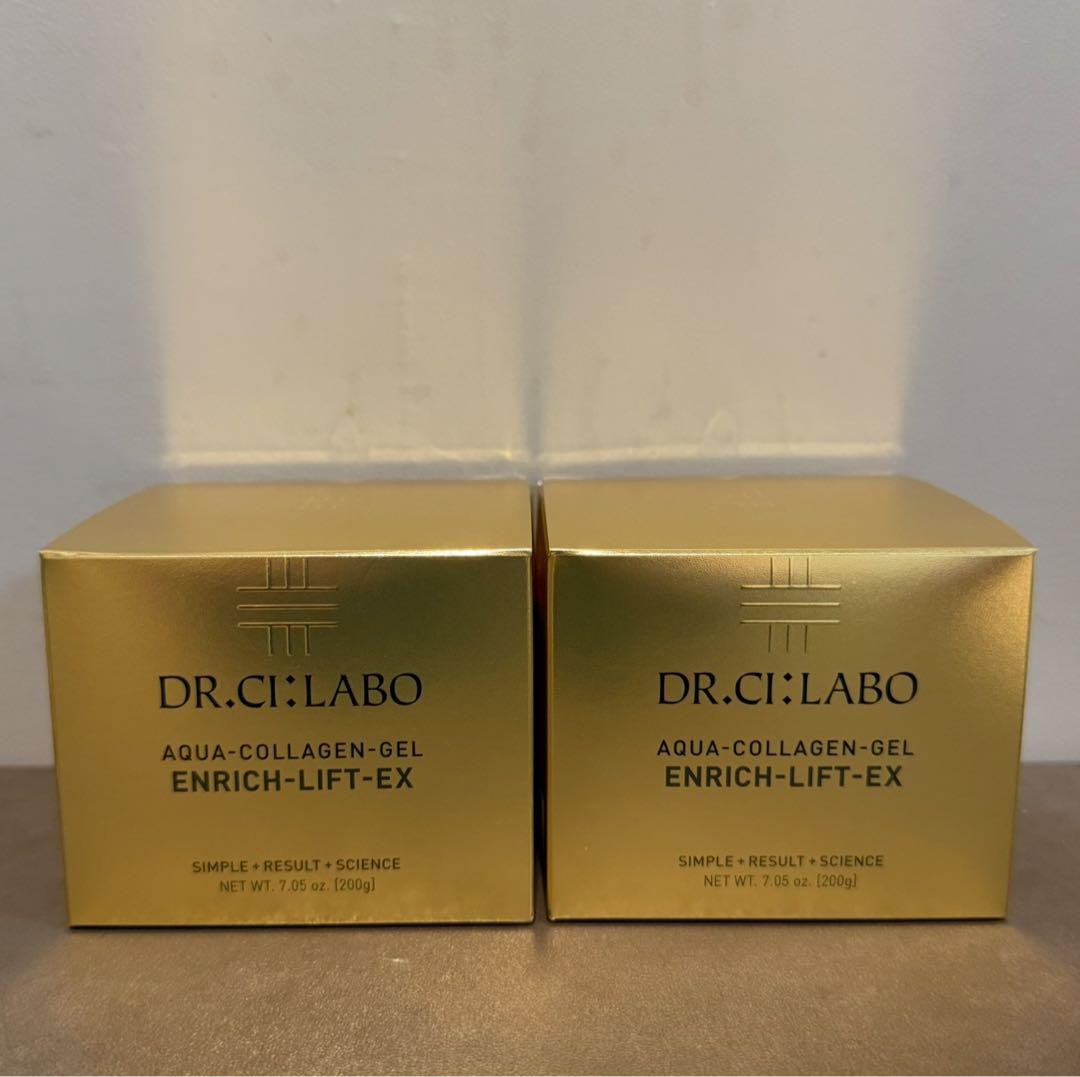 DR.CI:LABO
AQUA-COLLAGEN-GEL
ENRICH-LIFT-EX
SIMPLE+RESULT+SCIENCE
NET WT. 7.05 oz. [200g]
DR.CI:LABO
AQUA-COLLAGEN-GEL
ENRICH-LIFT-EX
SIMPLE+RESULT+SCIENCE
NET WT. 7.05 oz. [200g]